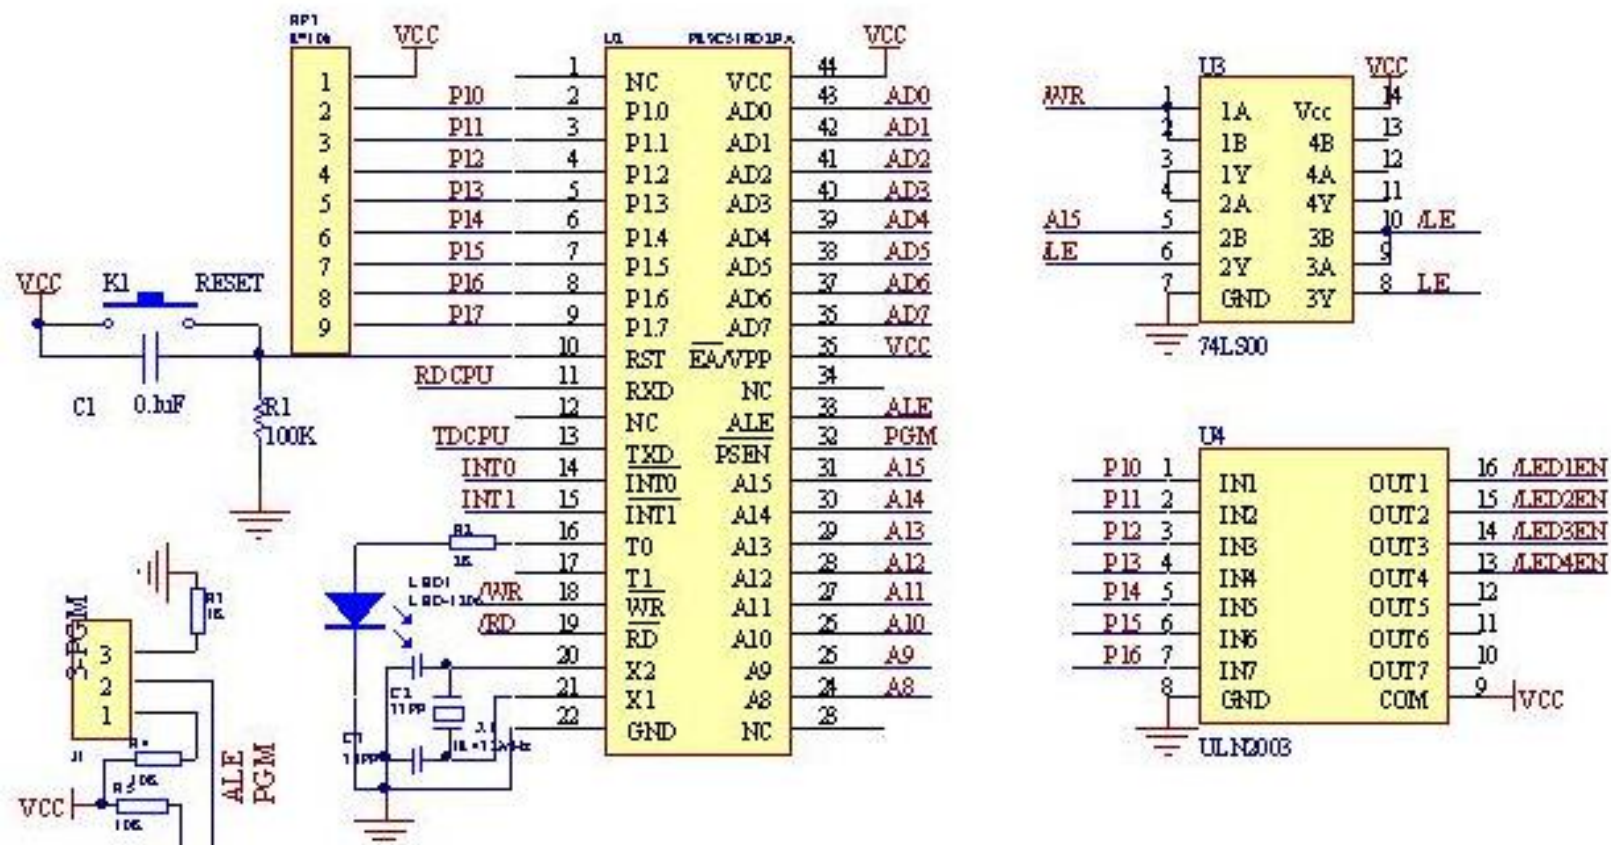 RP1
VCC
1
2
3
4
5
6
7
8
9
P10
P11
P12
P13
P14
P15
P16
P17
VCC
K1
RESET
C1
0.1uF
R1
100K
RDCPU
TDCPU
INT0
INT1
/WR
/RD
U1
1 NC
2 P1.0
3 P1.1
4 P1.2
5 P1.3
6 P1.4
7 P1.5
8 P1.6
9 P1.7
10 RST
11 RXD
12 NC
13 TXD
14 INT0
15 INT1
16 T0
17 T1
18 WR
19 RD
20 X2
21 X1
22 GND
VCC
VCC 44
AD0 43 AD0
AD1 42 AD1
AD2 41 AD2
AD3 40 AD3
AD4 39 AD4
AD5 38 AD5
AD6 37 AD6
AD7 36 AD7
EA/VPP 35 VCC
NC 34
ALE 33 ALE
PSEN 32 PGM
A15 31 A15
A14 30 A14
A13 29 A13
A12 28 A12
A11 27 A11
A10 26 A10
A9 25 A9
A8 24 A8
NC 23
1K
LED1
3-PGM
3
2
1
J1
1K
10K
R5
10K
VCC
ALE
PGM
U3
VCC
/WR 1 1A
2 1B
3 1Y
4 2A
A15 5 2B
/LE 6 2Y
7 GND
Vcc 14
4B 13
4A 12
4Y 11
3B 10 /LE
3A 9
3Y 8 LE
74LS00
U4
P10 1 IN1
P11 2 IN2
P12 3 IN3
P13 4 IN4
P14 5 IN5
P15 6 IN6
P16 7 IN7
8 GND
OUT1 16 /LED1EN
OUT2 15 /LED2EN
OUT3 14 /LED3EN
OUT4 13 /LED4EN
OUT5 12
OUT6 11
OUT7 10
COM 9 VCC
ULN2003